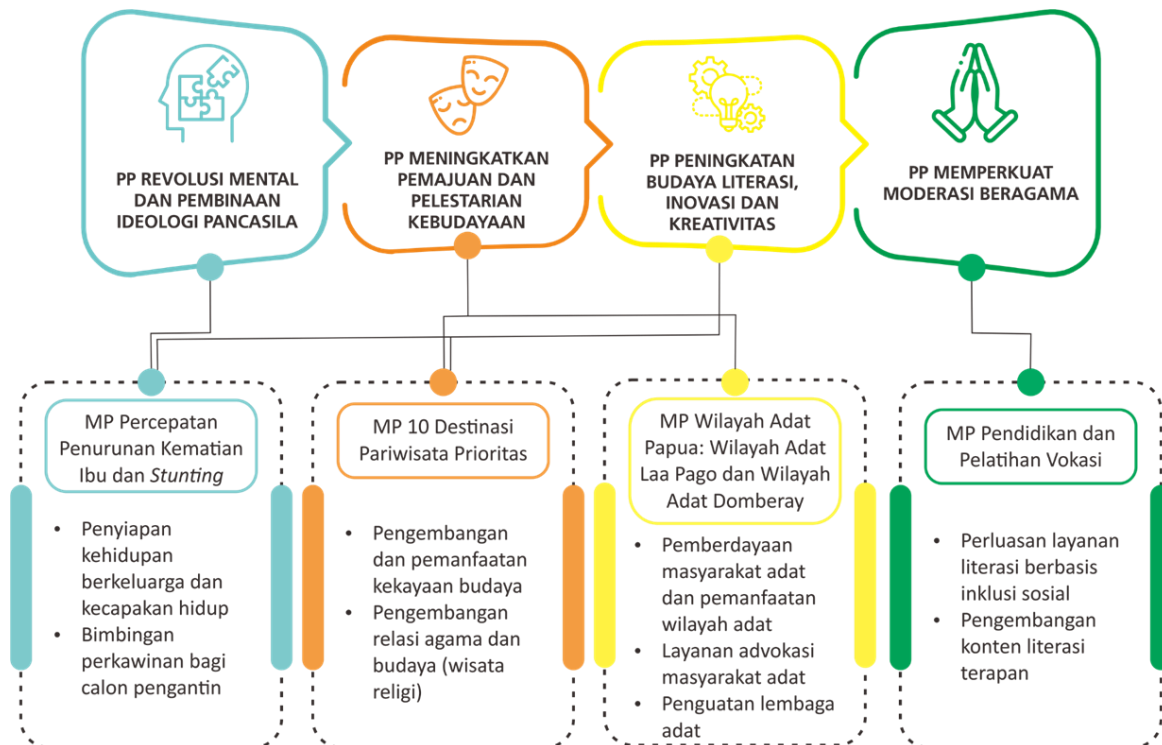 PP REVOLUSI MENTAL
DAN PEMBINAAN
IDEOLOGI PANCASILA
PP MENINGKATKAN
PEMAJUAN DAN
PELESTARIAN
KEBUDAYAAN
PP PENINGKATAN
BUDAYA LITERASI,
INOVASI DAN
KREATIVITAS
PP MEMPERKUAT
MODERASI BERAGAMA
MP Percepatan
Penurunan Kematian
Ibu dan Stunting
• Penyiapan
kehidupan
berkeluarga dan
kecapakan hidup
• Bimbingan
perkawinan bagi
calon pengantin
MP 10 Destinasi
Pariwisata Prioritas
• Pengembangan
dan pemanfaatan
kekayaan budaya
• Pengembangan
relasi agama dan
budaya (wisata
religi)
MP Wilayah Adat
Papua: Wilayah Adat
Laa Pago dan Wilayah
Adat Domberay
• Pemberdayaan
masyarakat adat
dan pemanfaatan
wilayah adat
• Layanan advokasi
masyarakat adat
• Penguatan lembaga
adat
MP Pendidikan dan
Pelatihan Vokasi
• Perluasan layanan
literasi berbasis
inklusi sosial
• Pengembangan
konten literasi
terapan